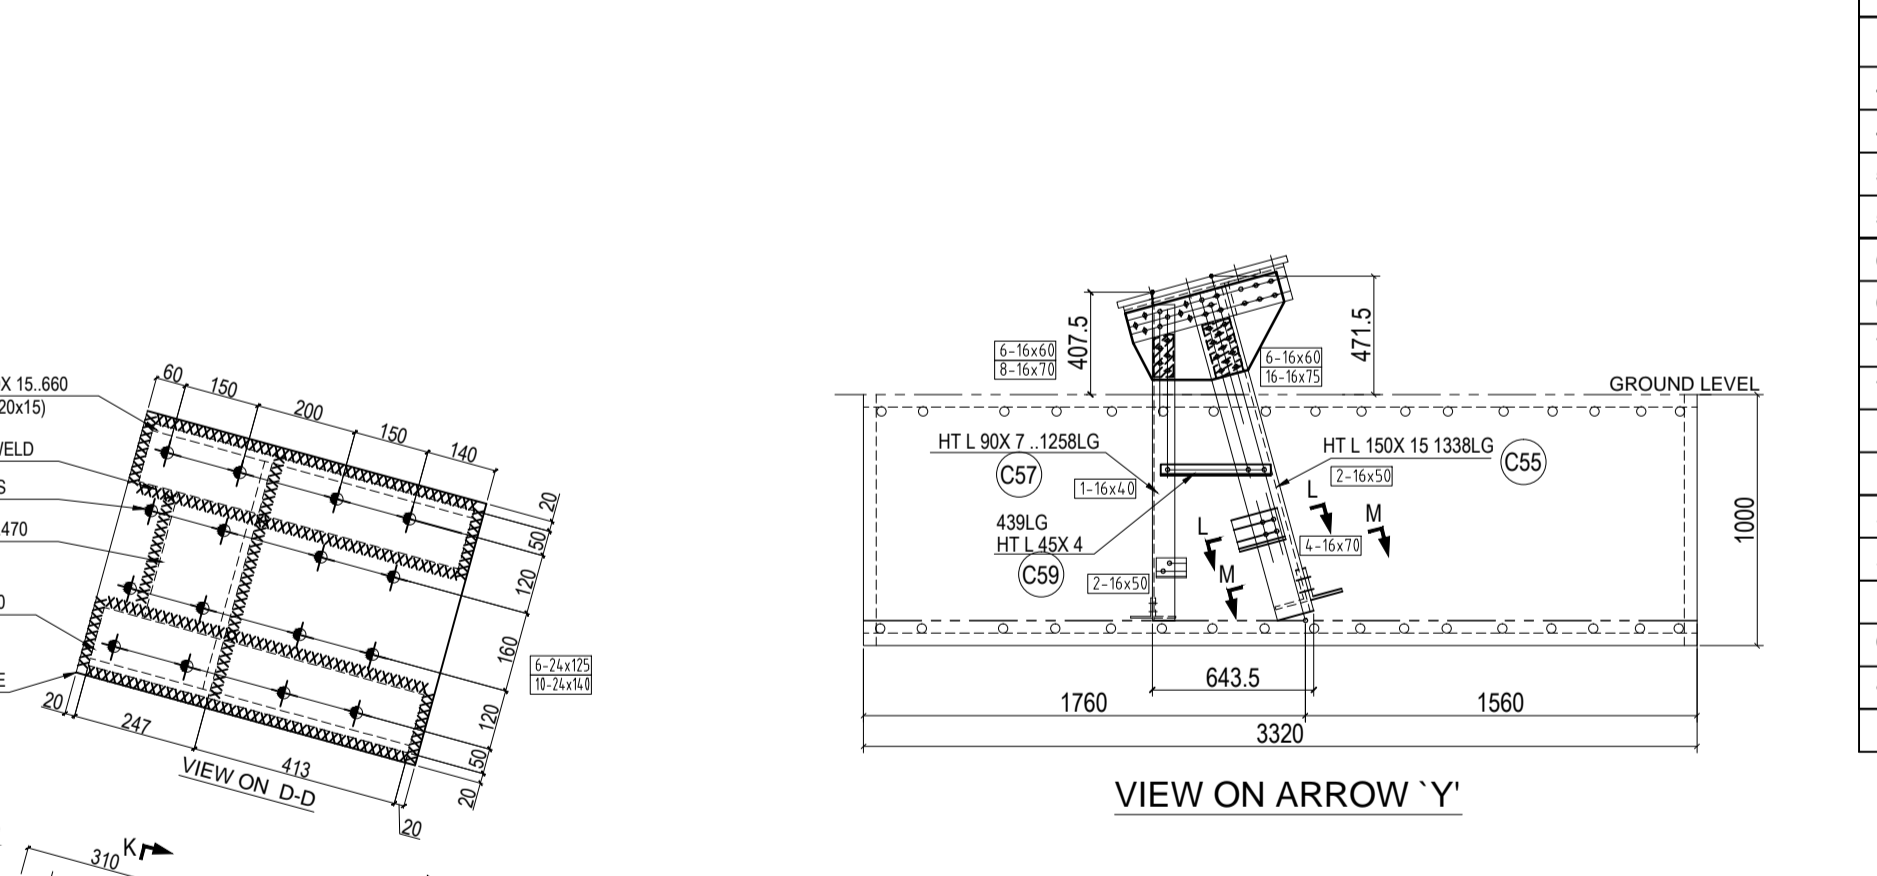 X 15..660
20x15)
VELD
S
470
0
E
60
150
200
150
140
20
50
120
160
120
50
20
20
247
413
20
6-24x125
10-24x140
VIEW ON D-D
310
K
407.5
471.5
6-16x60
8-16x70
6-16x60
16-16x75
GROUND LEVEL
HT L 90X 7 ..1258LG
C57
1-16x40
HT L 150X 15 1338LG
C55
2-16x50
439LG
HT L 45X 4
C59
2-16x50
L
M
L
M
4-16x70
1000
643.5
1760
1560
3320
VIEW ON ARROW `Y'